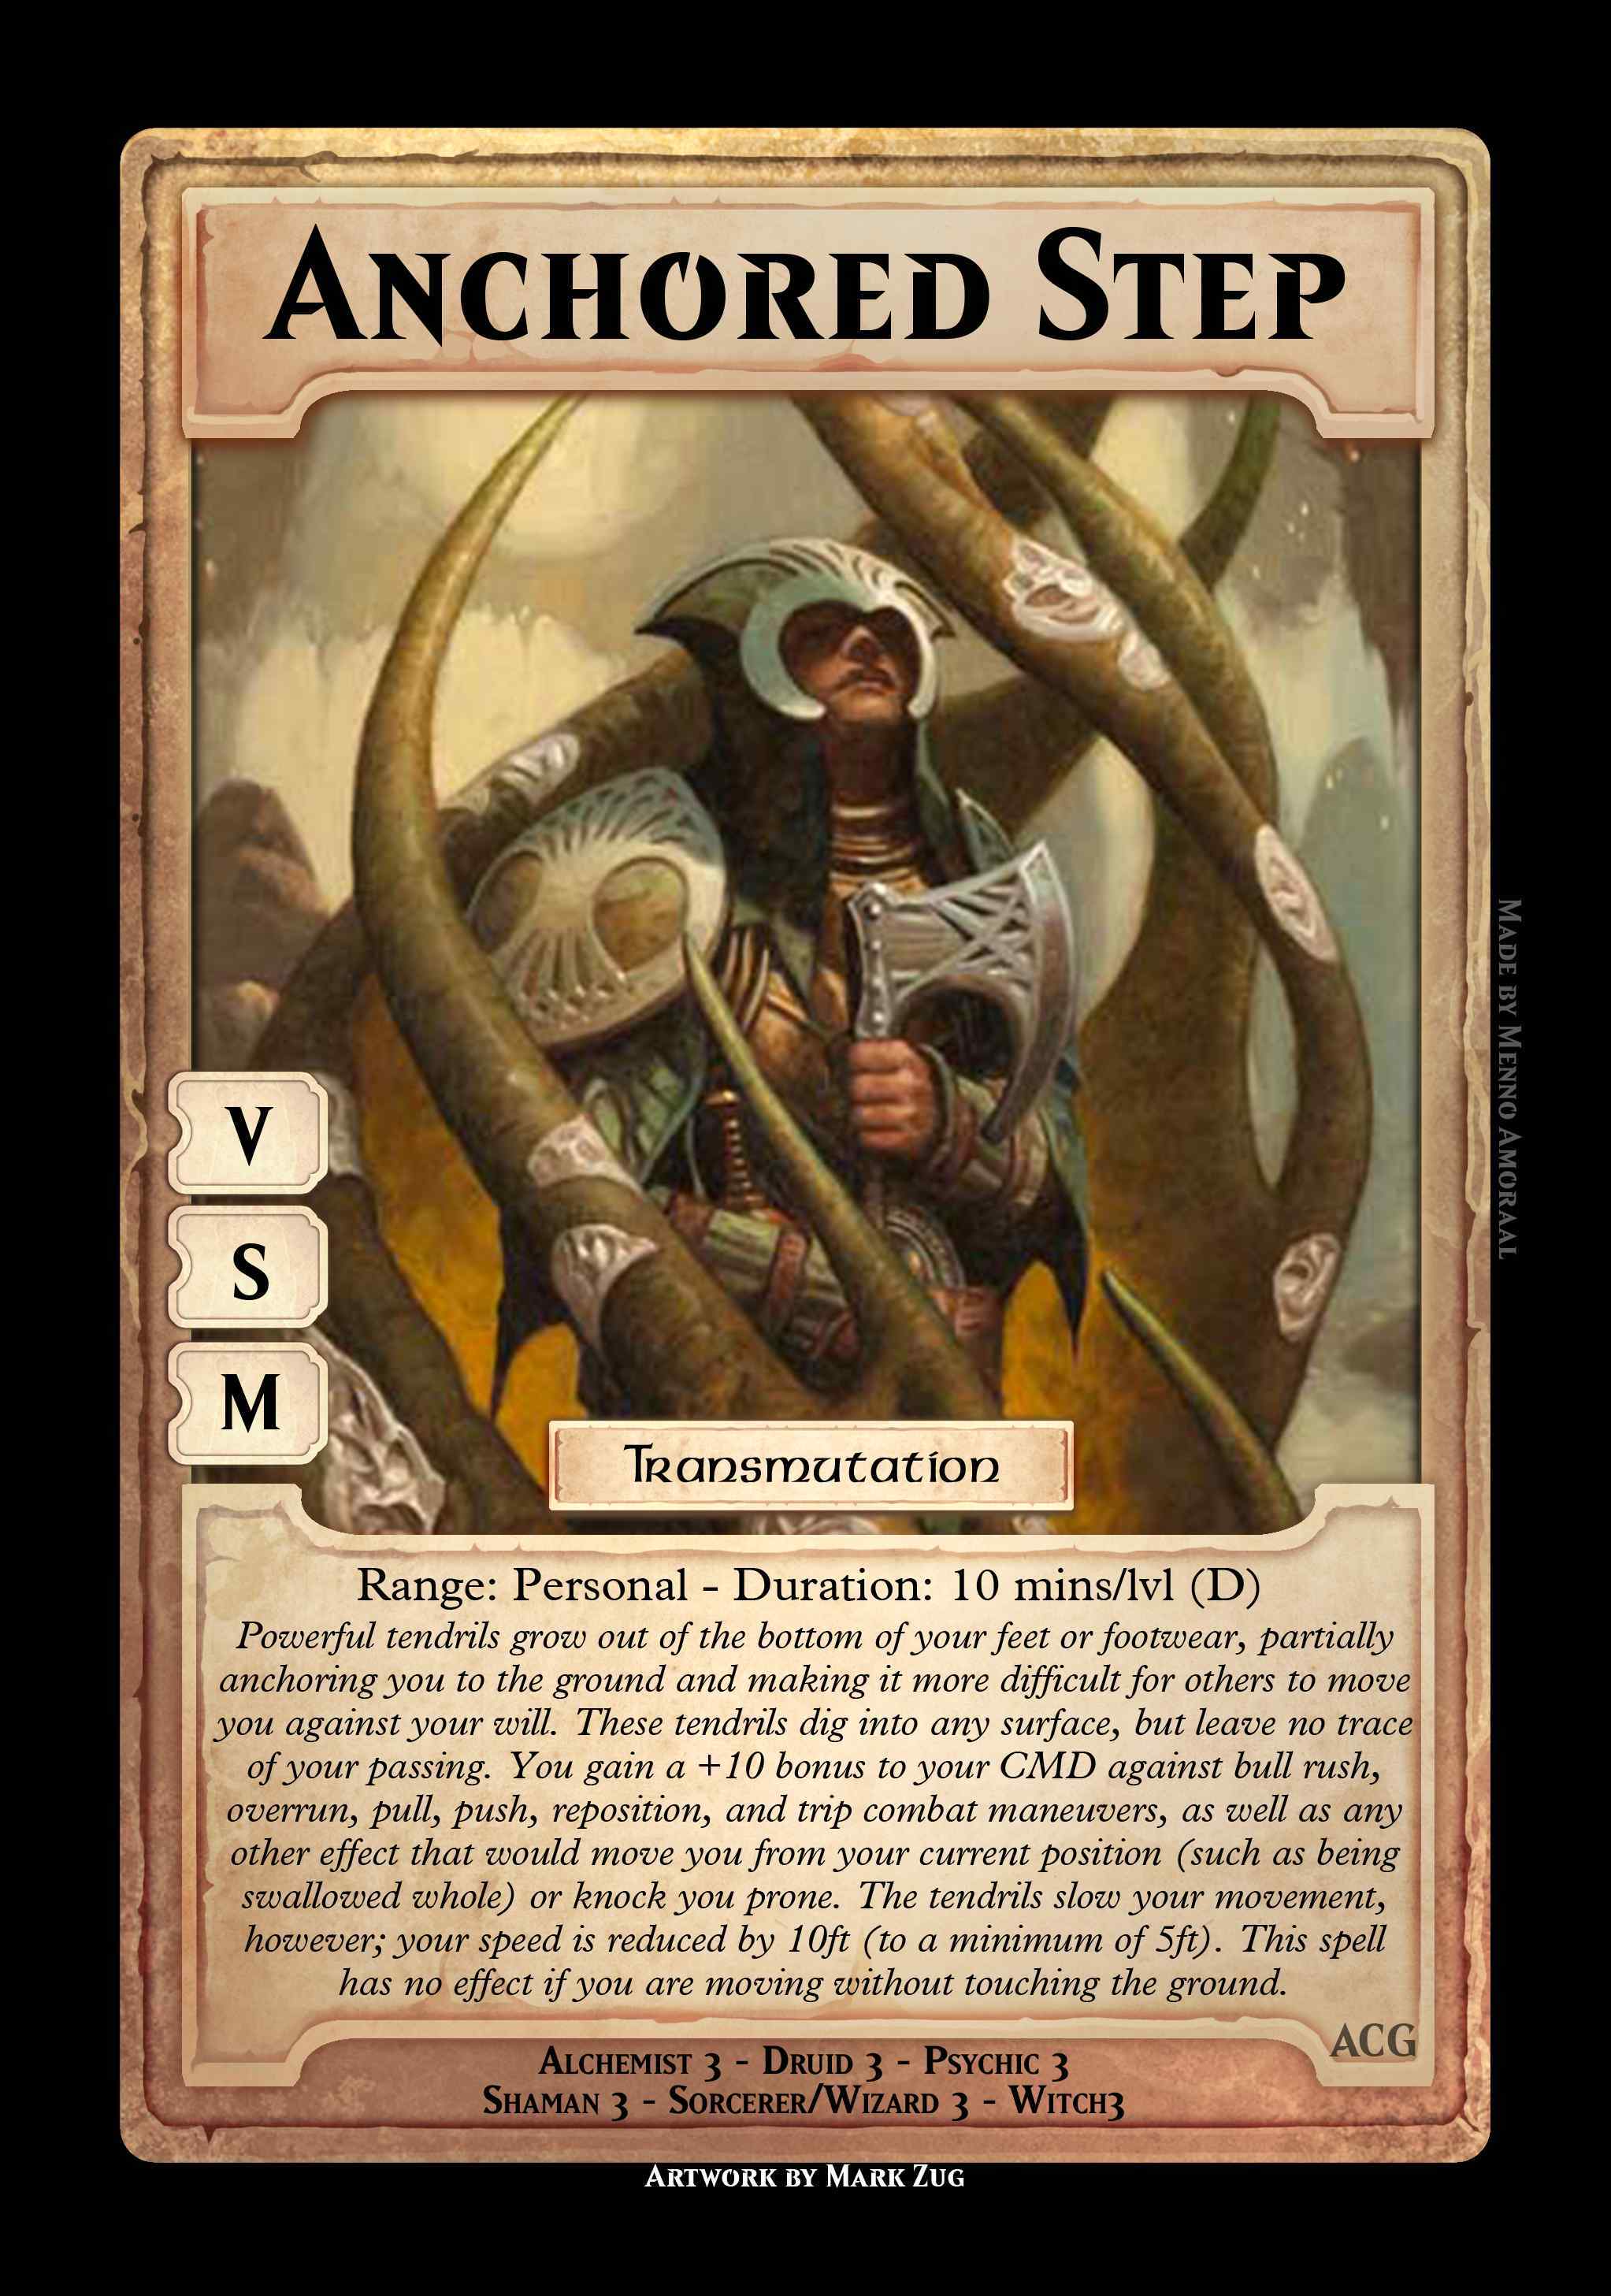 Anchored Step
V
S
M
Transmutation
Range: Personal - Duration: 10 mins/lvl (D)
Powerful tendrils grow out of the bottom of your feet or footwear, partially
anchoring you to the ground and making it more difficult for others to move
you against your will. These tendrils dig into any surface, but leave no trace
of your passing. You gain a +10 bonus to your CMD against bull rush,
overrun, pull, push, reposition, and trip combat maneuvers, as well as any
other effect that would move you from your current position (such as being
swallowed whole) or knock you prone. The tendrils slow your movement,
however; your speed is reduced by 10ft (to a minimum of 5ft). This spell
has no effect if you are moving without touching the ground.
ACG
Alchemist 3 - Druid 3 - Psychic 3
Shaman 3 - Sorcerer/Wizard 3 - Witch3
Artwork by Mark Zug
Made by Menno Amoraal